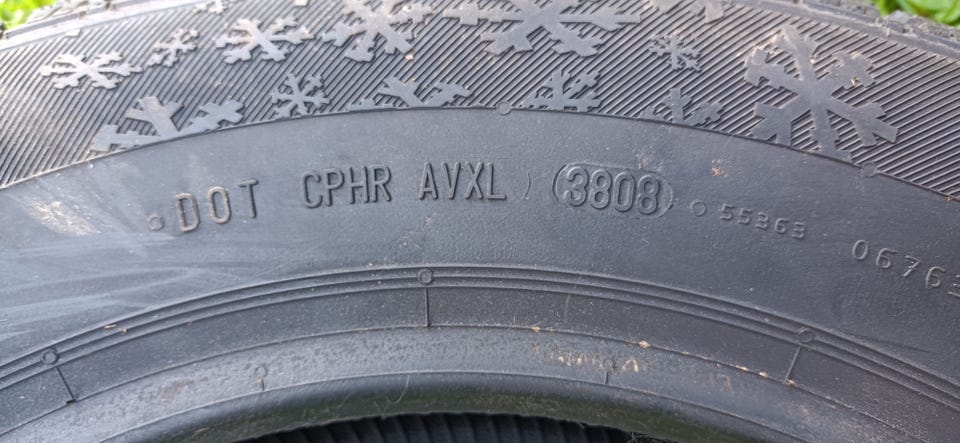 DOT CPHR AVXL 3808 55363 0676